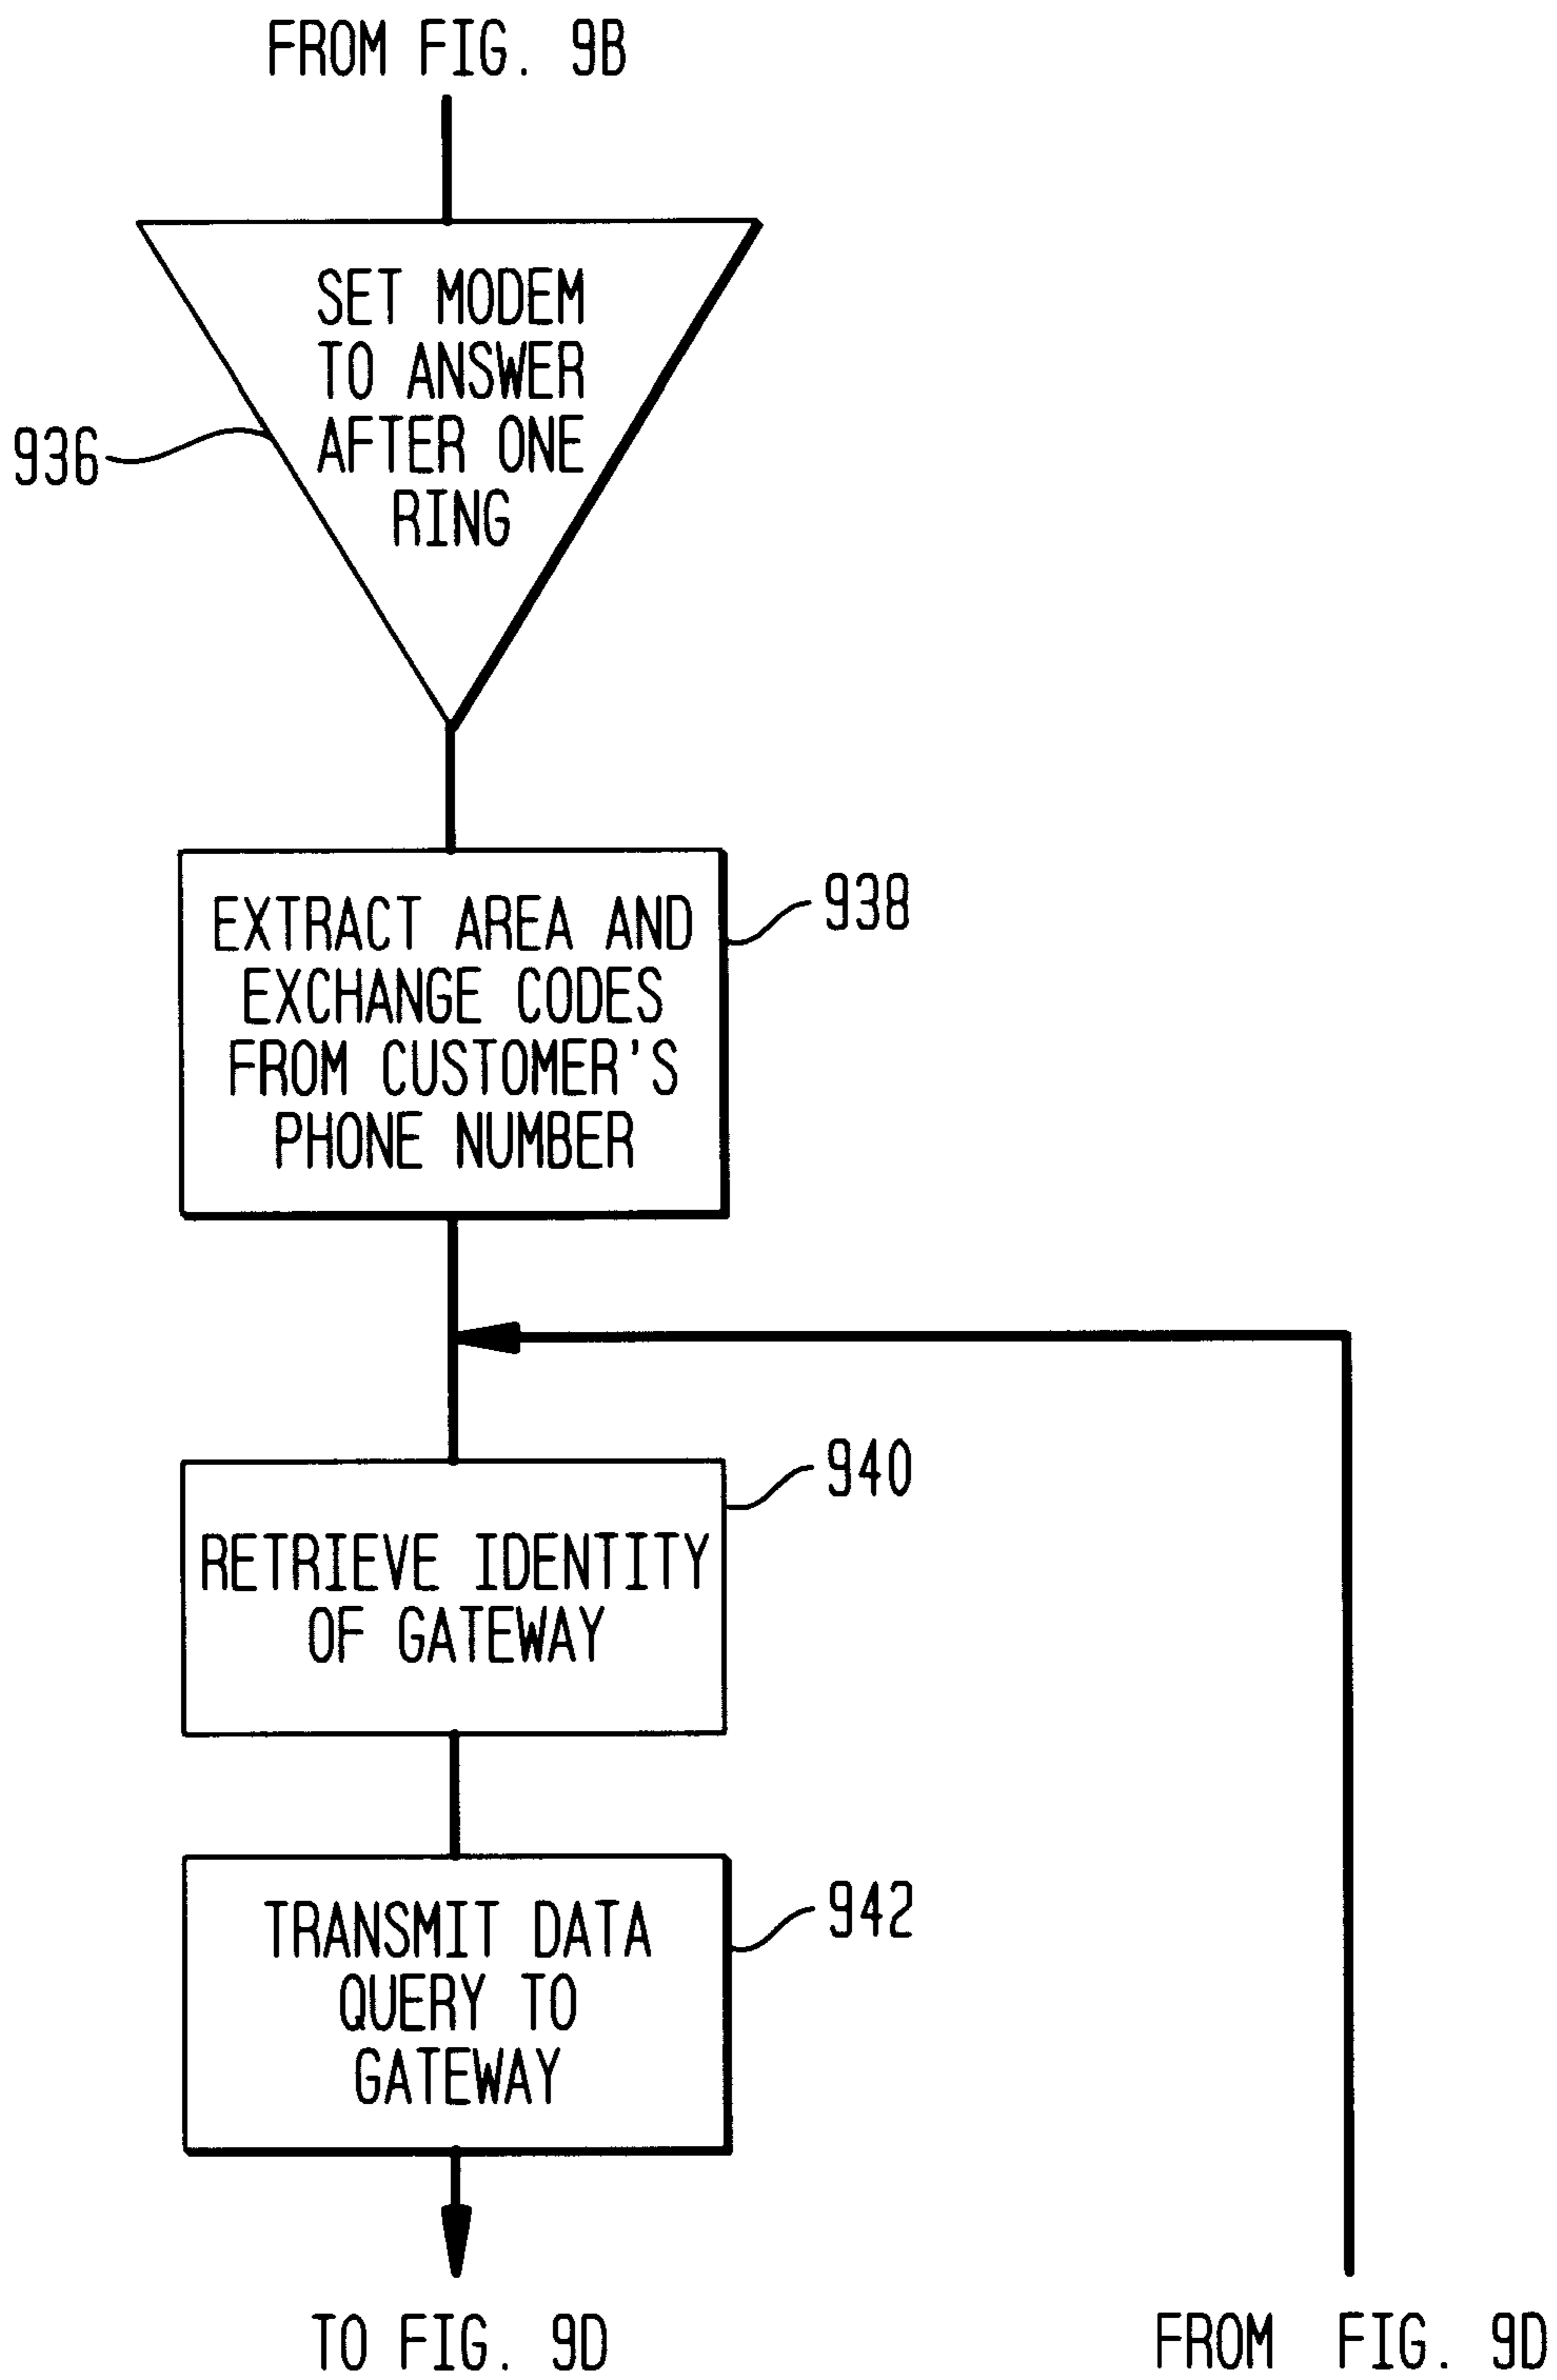 FROM FIG. 9B
SET MODEM
TO ANSWER
AFTER ONE
RING
936
EXTRACT AREA AND
EXCHANGE CODES
FROM CUSTOMER'S
PHONE NUMBER
938
RETRIEVE IDENTITY
OF GATEWAY
940
TRANSMIT DATA
QUERY TO
GATEWAY
942
TO FIG. 9D
FROM FIG. 9D